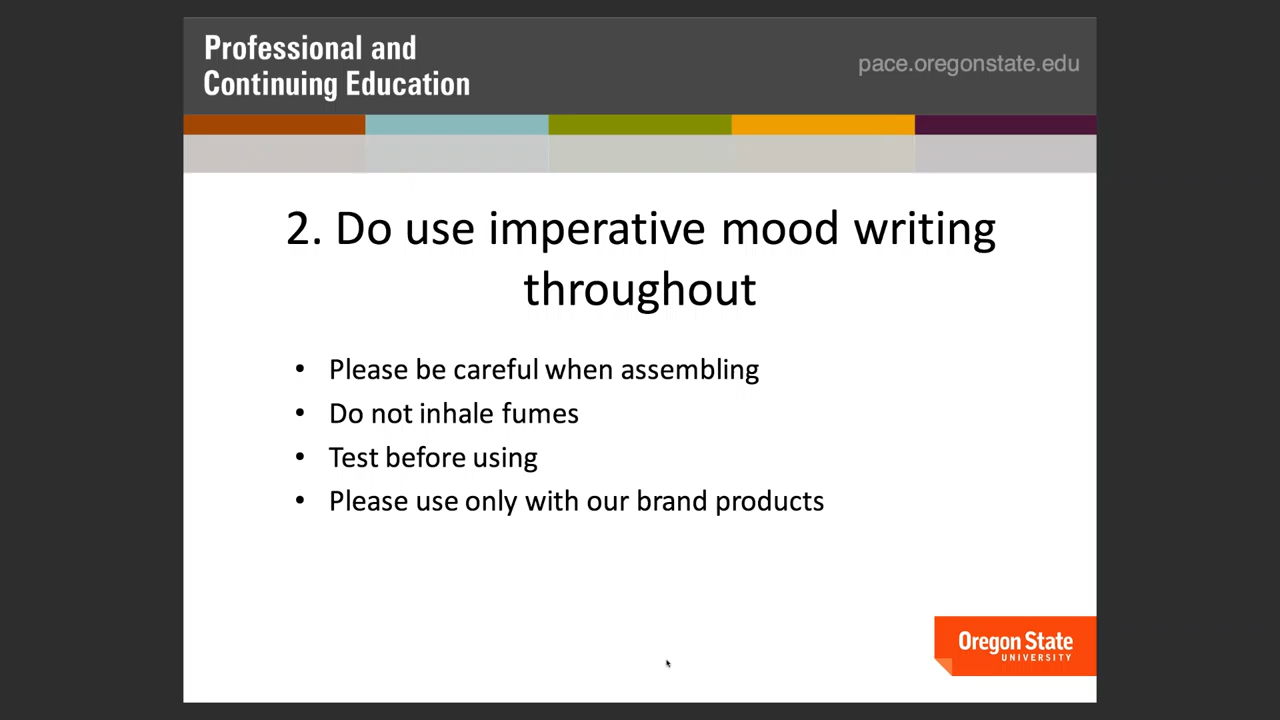 Professional and
Continuing Education
pace.oregonstate.edu
2. Do use imperative mood writing
throughout
• Please be careful when assembling
• Do not inhale fumes
• Test before using
• Please use only with our brand products
Oregon State
UNIVERSITY